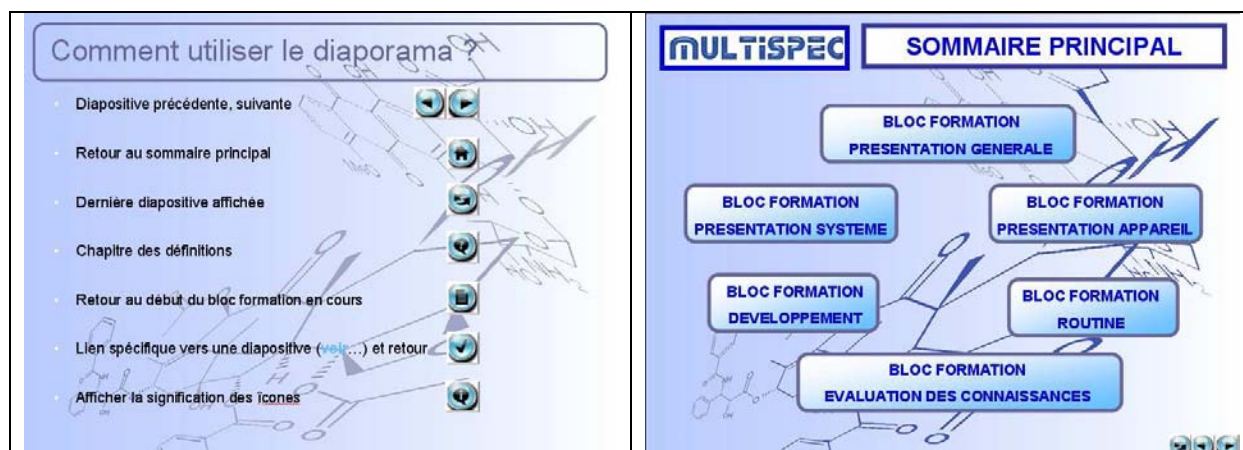 Comment utiliser le diaporama ?
Diapositive précédente, suivante
Retour au sommaire principal
Dernière diapositive affichée
Chapitre des définitions
Retour au début du bloc formation en cours
Lien spécifique vers une diapositive (voir...) et retour
Afficher la signification des icones
MULTiSPEC
SOMMAIRE PRINCIPAL
BLOC FORMATION
PRESENTATION GENERALE
BLOC FORMATION
PRESENTATION SYSTEME
BLOC FORMATION
PRESENTATION APPAREIL
BLOC FORMATION
DEVELOPPEMENT
BLOC FORMATION
ROUTINE
BLOC FORMATION
EVALUATION DES CONNAISSANCES